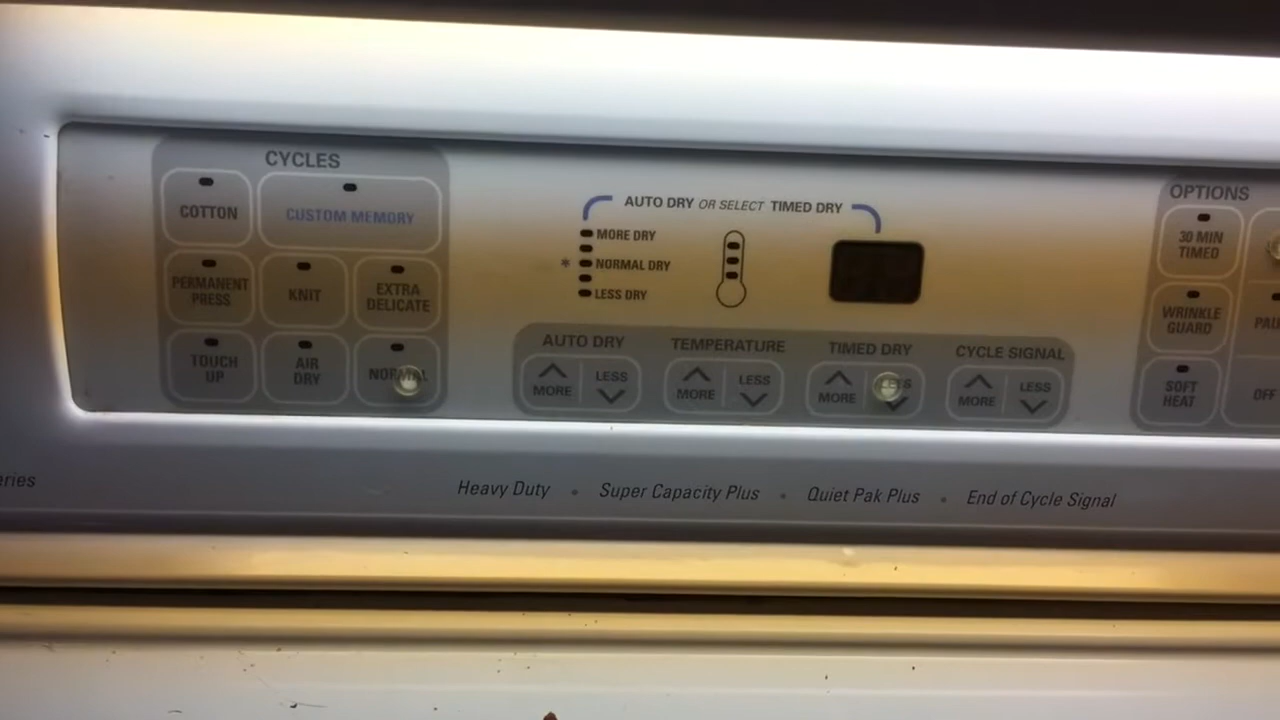 CYCLES
COTTON
CUSTOM MEMORY
PERMANENT
PRESS
KNIT
EXTRA
DELICATE
TOUCH
UP
AIR
DRY
NORMAL
AUTO DRY OR SELECT TIMED DRY
MORE DRY
* NORMAL DRY
LESS DRY
AUTO DRY
MORE
LESS
TEMPERATURE
MORE
LESS
TIMED DRY
MORE
LESS
CYCLE SIGNAL
MORE
LESS
OPTIONS
30 MIN
TIMED
WRINKLE
GUARD
SOFT
HEAT
OFF
Heavy Duty • Super Capacity Plus • Quiet Pak Plus • End of Cycle Signal